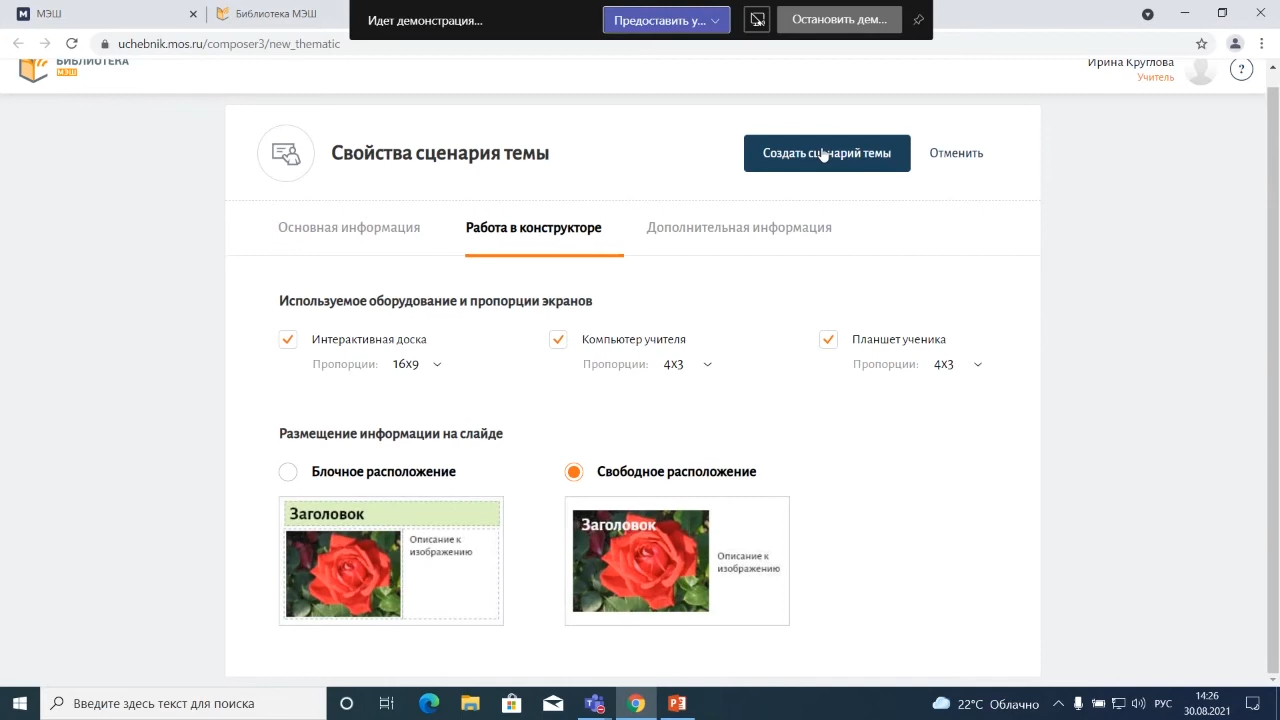 МЭШ
Библиотека МЭШ
Идет демонстрация...
Предоставить у...
Остановить дем...
uchebnik.mos.ru/composer3/new_thematic
БИБЛИОТЕКА
МЭШ
Ирина Круглова
Учитель
?
Свойства сценария темы
Создать сценарий темы
Отменить
Основная информация
Работа в конструкторе
Дополнительная информация
Используемое оборудование и пропорции экранов
Интерактивная доска
Компьютер учителя
Планшет ученика
Пропорции: 16x9
Пропорции: 4x3
Пропорции: 4x3
Размещение информации на слайде
Блочное расположение
Свободное расположение
Заголовок
Описание к
изображению
Заголовок
Описание к
изображению
Введите здесь текст для поиска
22°C Облачно
РУС
14:26
30.08.2021